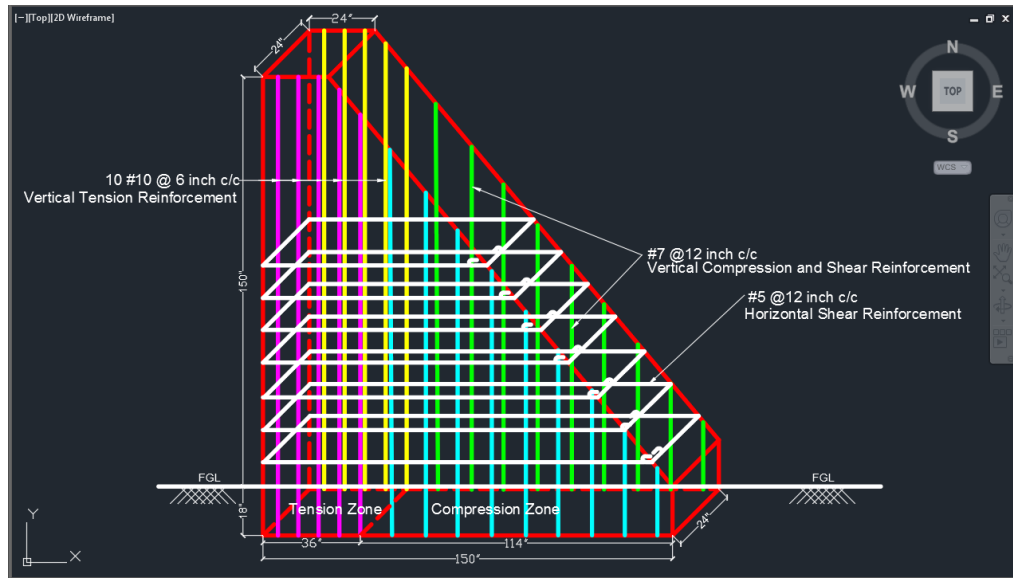 [−][Top][2D Wireframe]
24"
24"
N
W
TOP
E
S
WCS
10 #10 @ 6 inch c/c
Vertical Tension Reinforcement
150"
#7 @12 inch c/c
Vertical Compression and Shear Reinforcement
#5 @12 inch c/c
Horizontal Shear Reinforcement
FGL
FGL
18"
Tension Zone
Compression Zone
24"
Y
X
36"
114"
150"